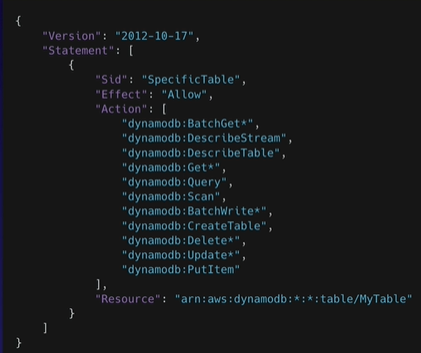 {
    "Version": "2012-10-17",
    "Statement": [
        {
            "Sid": "SpecificTable",
            "Effect": "Allow",
            "Action": [
                "dynamodb:BatchGet*",
                "dynamodb:DescribeStream",
                "dynamodb:DescribeTable",
                "dynamodb:Get*",
                "dynamodb:Query",
                "dynamodb:Scan",
                "dynamodb:BatchWrite*",
                "dynamodb:CreateTable",
                "dynamodb:Delete*",
                "dynamodb:Update*",
                "dynamodb:PutItem"
            ],
            "Resource": "arn:aws:dynamodb:*:*:table/MyTable"
        }
    ]
}